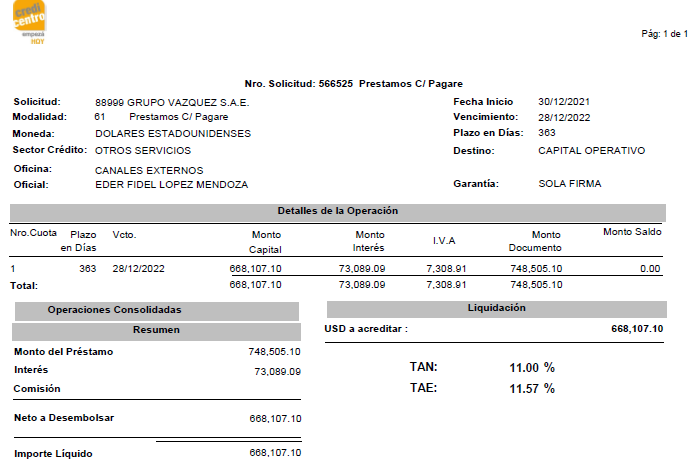 credi
centro
empezá
HOY
Pág: 1 de 1
Nro. Solicitud: 566525 Prestamos C/ Pagare
Solicitud: 88999 GRUPO VAZQUEZ S.A.E. Fecha Inicio 30/12/2021
Modalidad: 61 Prestamos C/ Pagare Vencimiento: 28/12/2022
Moneda: DOLARES ESTADOUNIDENSES Plazo en Días: 363
Sector Crédito: OTROS SERVICIOS Destino: CAPITAL OPERATIVO
Oficina: CANALES EXTERNOS
Oficial: EDER FIDEL LOPEZ MENDOZA Garantía: SOLA FIRMA
Detalles de la Operación
Nro.Cuota Plazo en Días Vcto. Monto Capital Monto Interés I.V.A Monto Documento Monto Saldo
1 363 28/12/2022 668,107.10 73,089.09 7,308.91 748,505.10 0.00
Total: 668,107.10 73,089.09 7,308.91 748,505.10
Operaciones Consolidadas
Resumen
Monto del Préstamo 748,505.10
Interés 73,089.09
Comisión
Neto a Desembolsar 668,107.10
Importe Líquido 668,107.10
Liquidación
USD a acreditar : 668,107.10
TAN: 11.00 %
TAE: 11.57 %